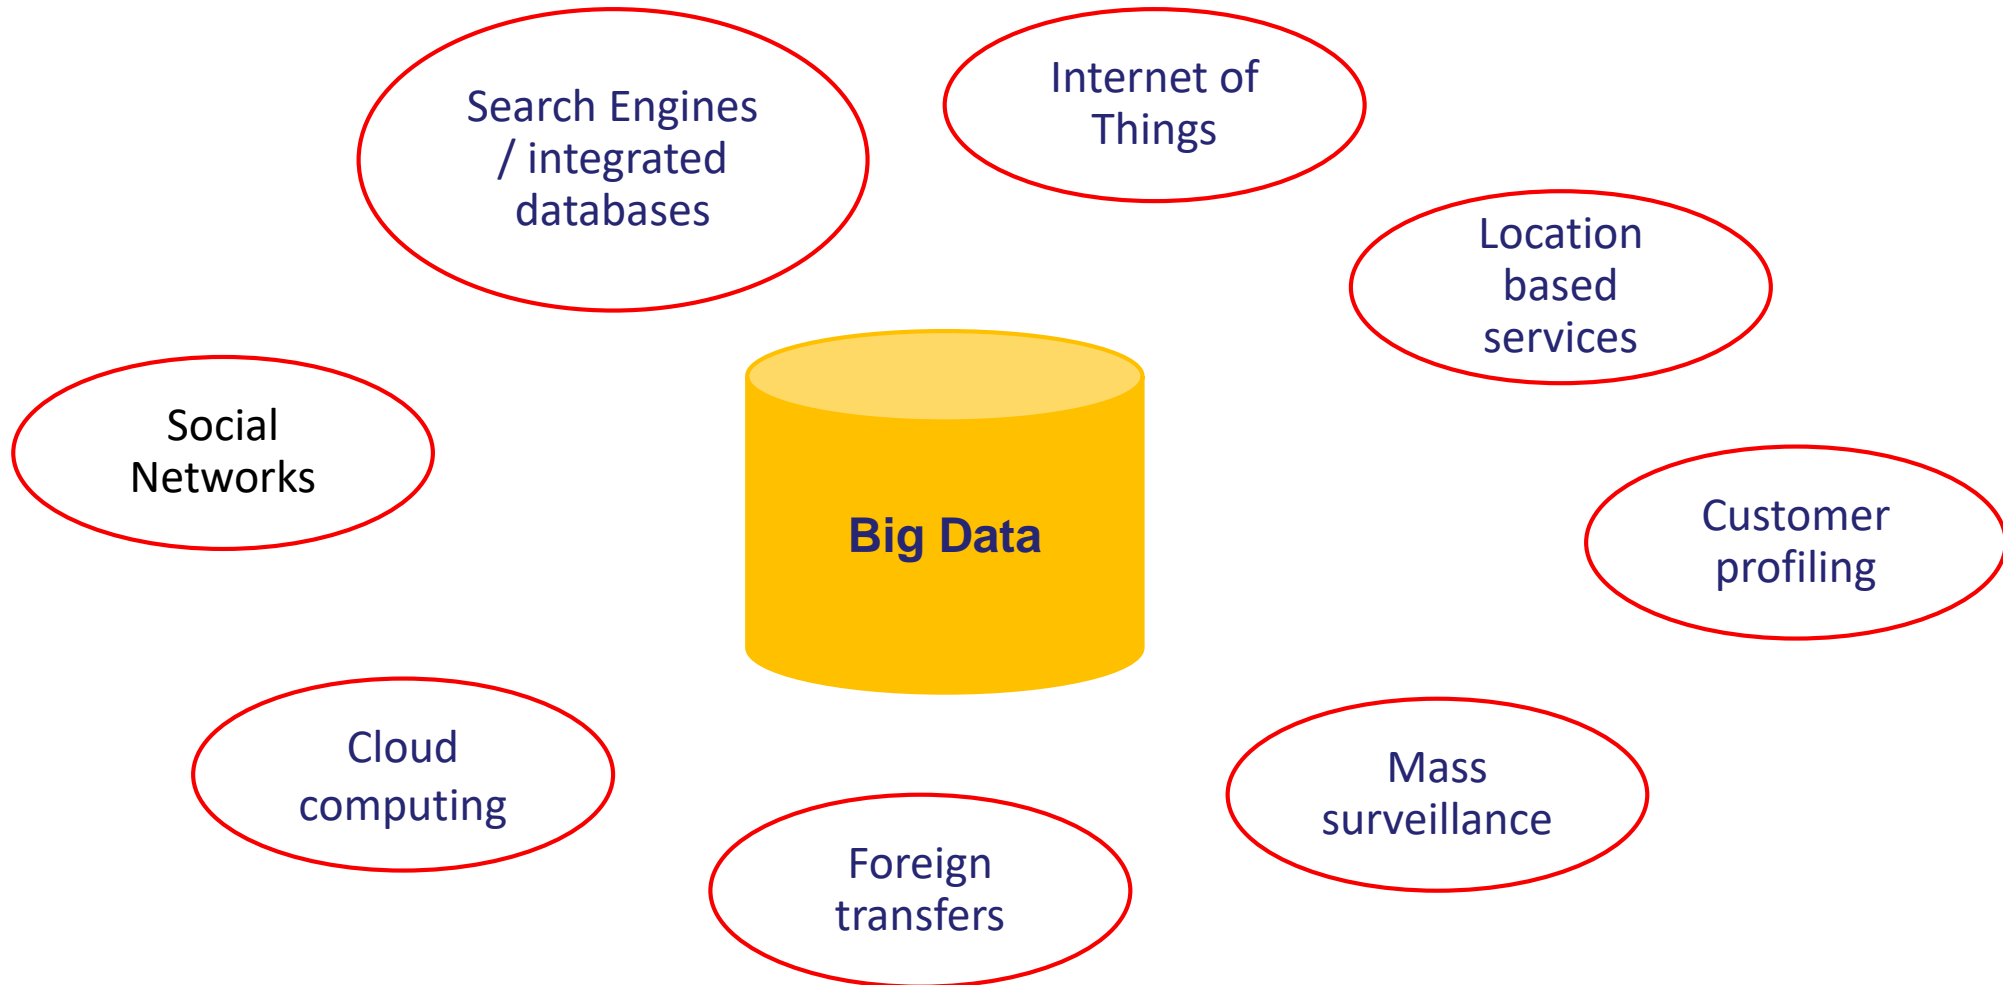 Search Engines
/ integrated
databases
Internet of
Things
Location
based
services
Social
Networks
Big Data
Customer
profiling
Cloud
computing
Mass
surveillance
Foreign
transfers